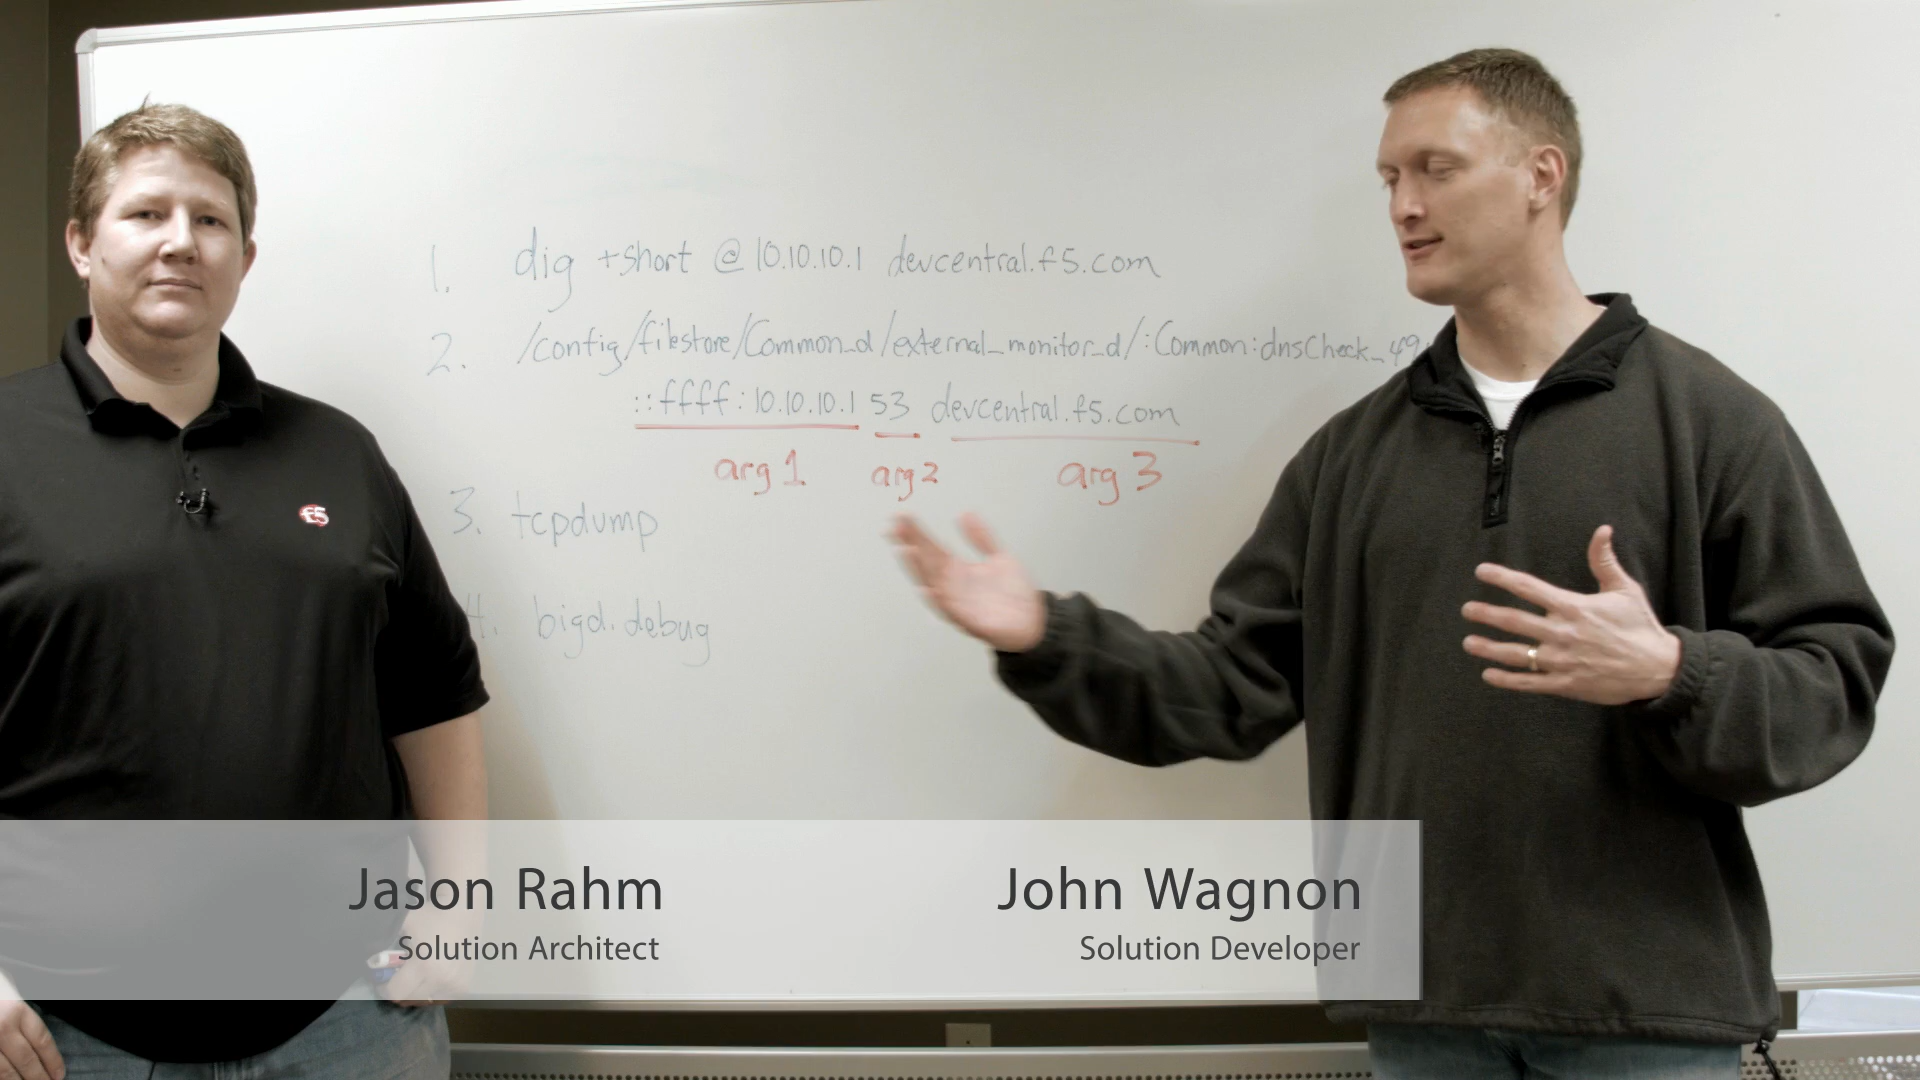 1. dig +short @ 10.10.10.1 devcentral.f5.com
2. /config/filestore/Common_d/external_monitor_d/:Common:dnsCheck_49
::ffff:10.10.10.1 53 devcentral.f5.com
arg 1 arg 2 arg 3
3. tcpdump
f5
4. bigd.debug
Jason Rahm
Solution Architect
John Wagnon
Solution Developer